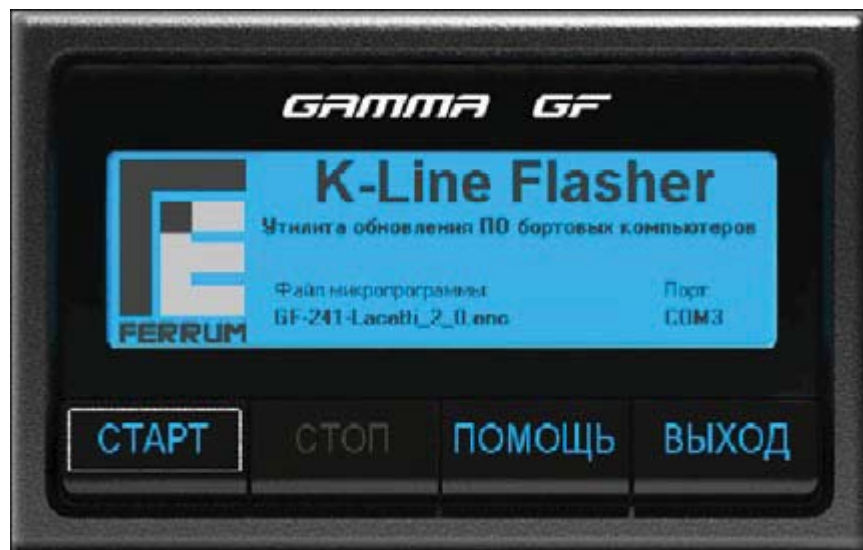 GAMMA GF
K-Line Flasher
Утилита обновления ПО бортовых компьютеров
Файл микропрограммы: Порт:
GF-241-Lacetti_2_0.enc COM3
FERRUM
СТАРТ СТОП ПОМОЩЬ ВЫХОД